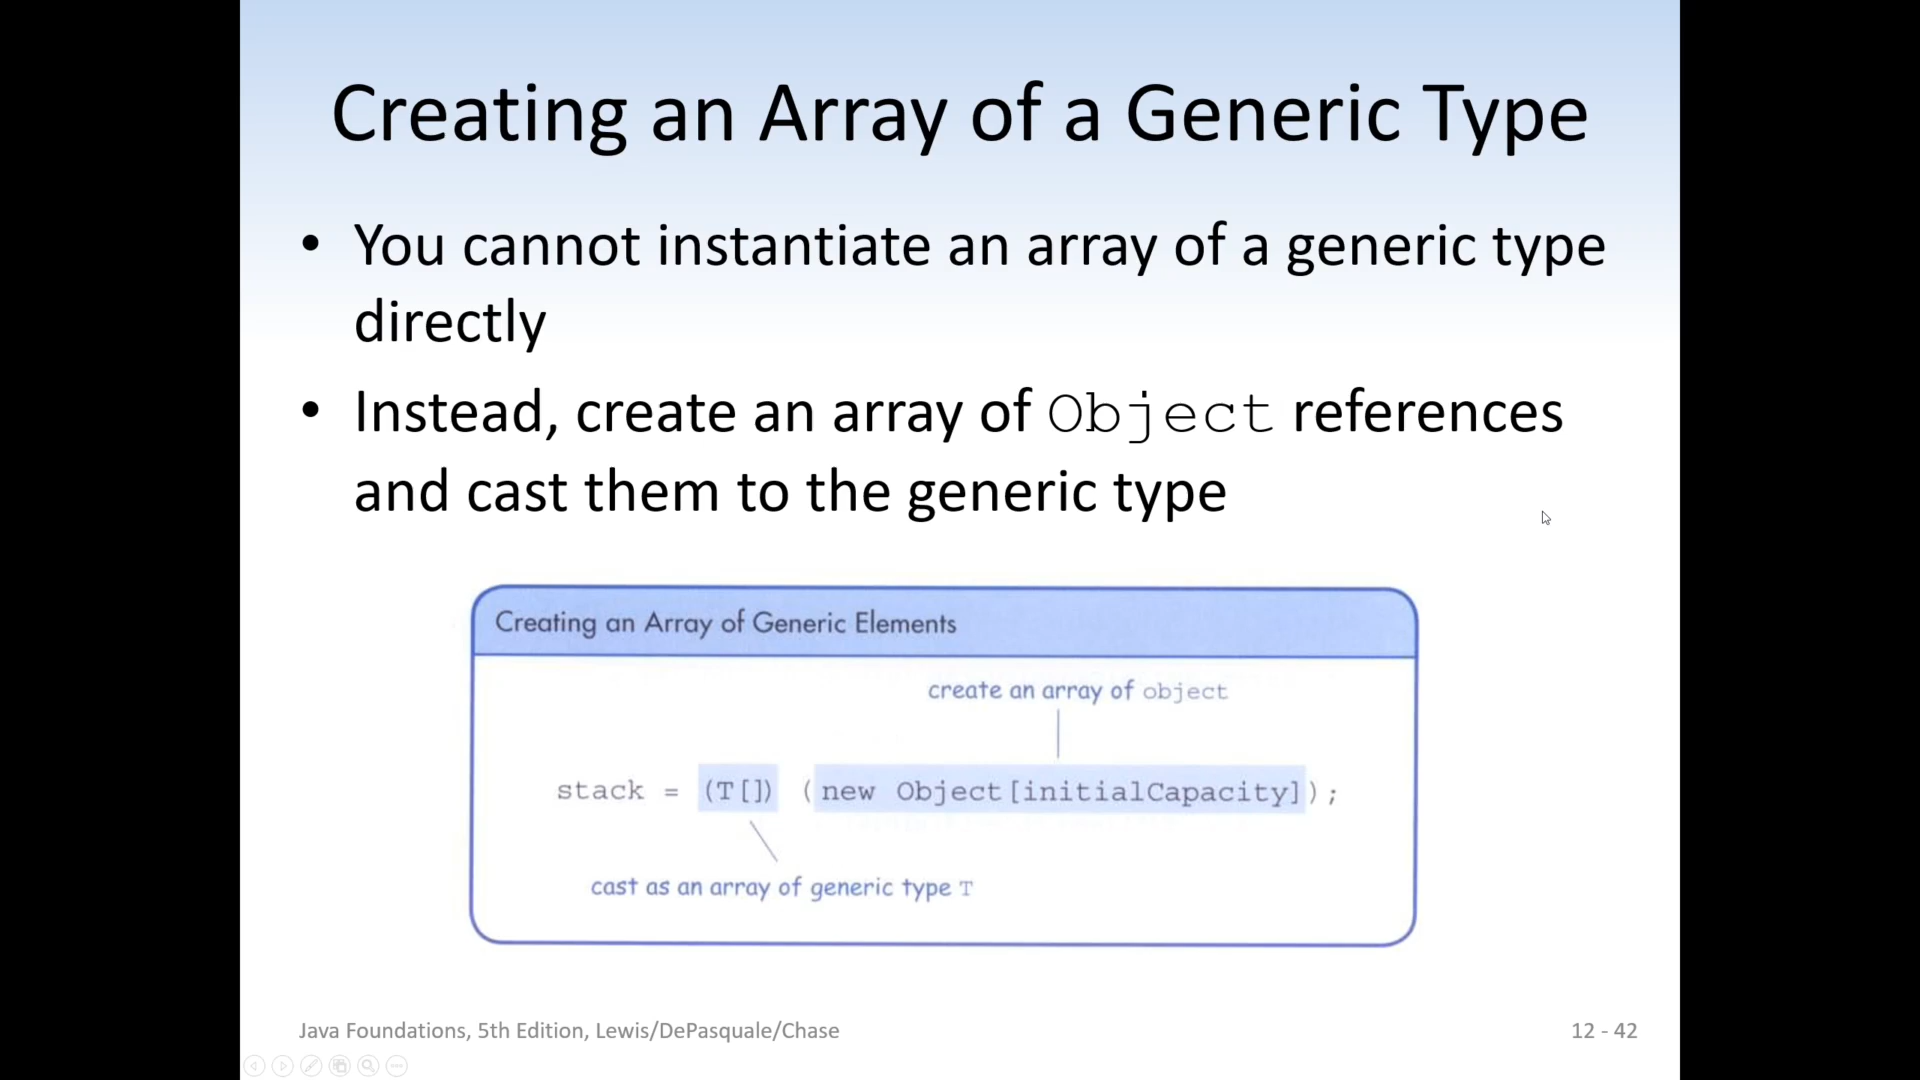 Creating an Array of a Generic Type
• You cannot instantiate an array of a generic type
directly
• Instead, create an array of Object references
and cast them to the generic type
Creating an Array of Generic Elements
create an array of object
stack = (T[]) (new Object[initialCapacity]);
cast as an array of generic type T
Java Foundations, 5th Edition, Lewis/DePasquale/Chase
12 - 42